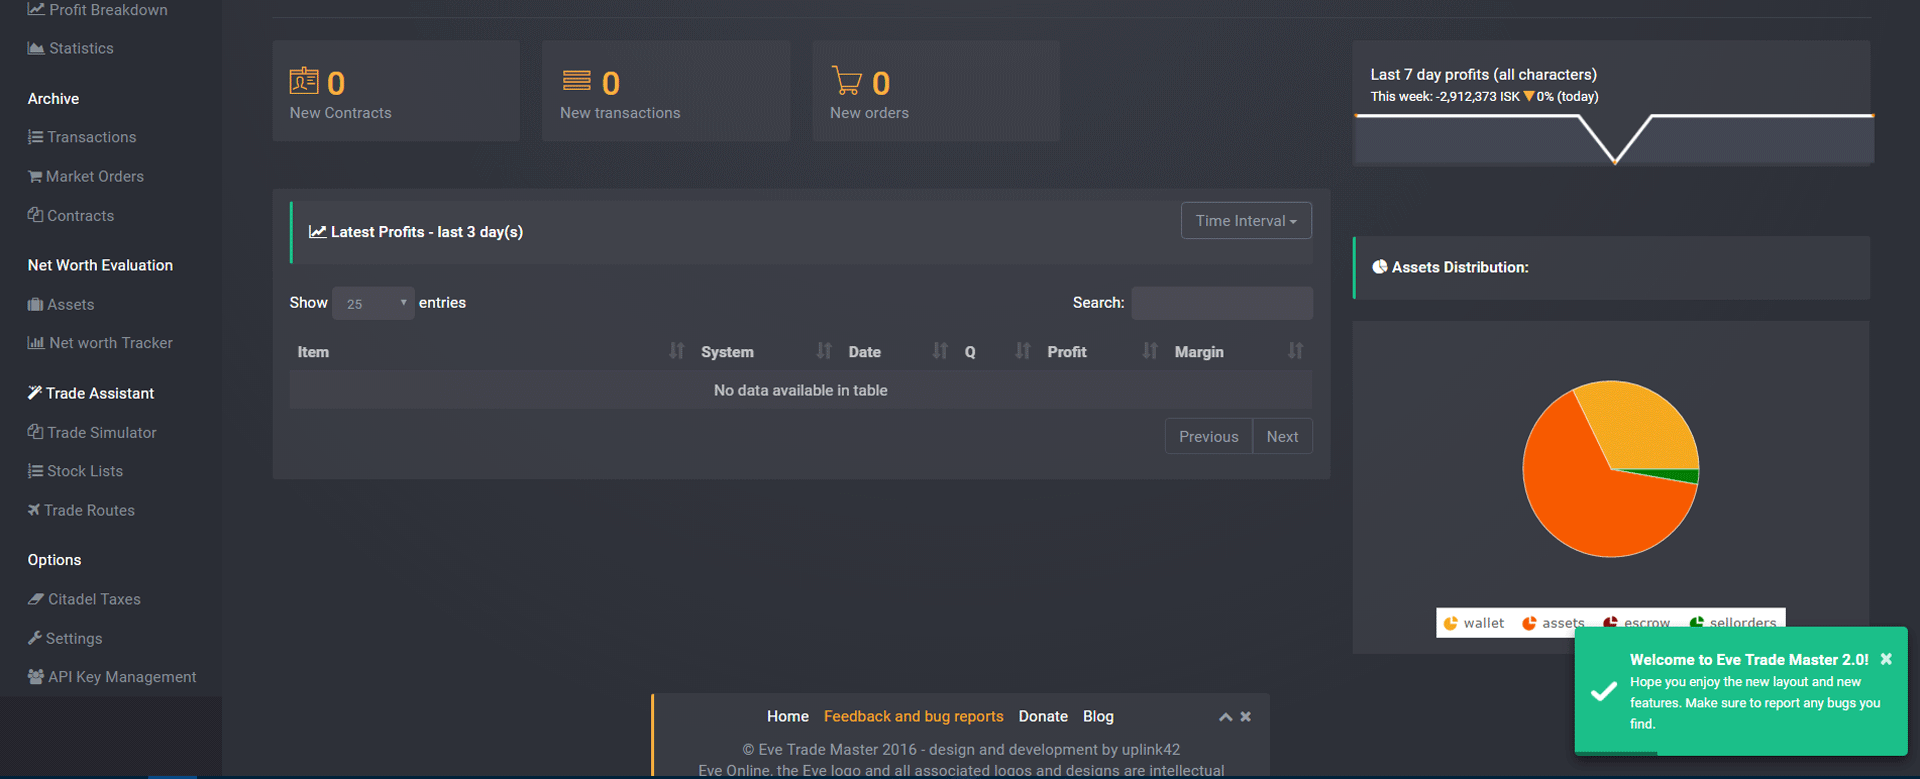 Profit Breakdown
Statistics
Archive
Transactions
Market Orders
Contracts
Net Worth Evaluation
Assets
Net worth Tracker
Trade Assistant
Trade Simulator
Stock Lists
Trade Routes
Options
Citadel Taxes
Settings
API Key Management
0
New Contracts
0
New transactions
0
New orders
Last 7 day profits (all characters)
This week: -2,912,373 ISK ▼0% (today)
Latest Profits - last 3 day(s)
Time Interval
Show 25 entries
Search:
Item System Date Q Profit Margin
No data available in table
Previous Next
Assets Distribution:
wallet assets escrow sellorders
Welcome to Eve Trade Master 2.0!
Hope you enjoy the new layout and new
features. Make sure to report any bugs you
find.
Home Feedback and bug reports Donate Blog
© Eve Trade Master 2016 - design and development by uplink42
Eve Online, the Eve logo and all associated logos and designs are intellectual